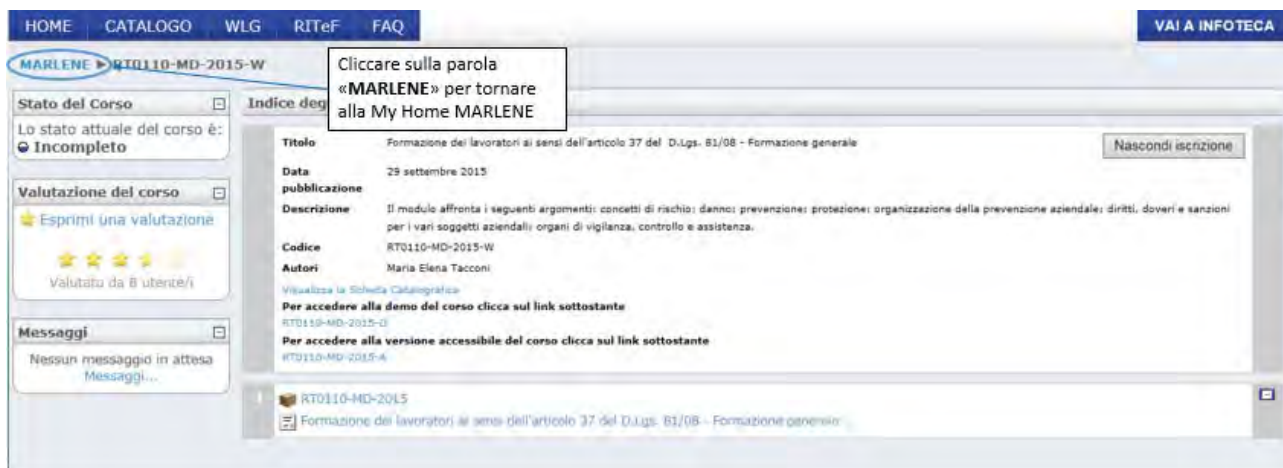 HOME CATALOGO WLG RITeF FAQ VAI A INFOTECA
MARLENE ▶ RT0110-MD-2015-W
Cliccare sulla parola
«MARLENE» per tornare
alla My Home MARLENE
Stato del Corso
Lo stato attuale del corso è:
Incompleto
Valutazione del corso
Esprimi una valutazione
Valutato da 8 utente/i
Messaggi
Nessun messaggio in attesa
Messaggi...
Indice deg
Titolo Formazione dei lavoratori ai sensi dell'articolo 37 del D.Lgs. 81/08 - Formazione generale
Nascondi iscrizione
Data
pubblicazione 29 settembre 2015
Descrizione Il modulo affronta i seguenti argomenti: concetti di rischio; danno; prevenzione; protezione; organizzazione della prevenzione aziendale; diritti, doveri e sanzioni
per i vari soggetti aziendali; organi di vigilanza, controllo e assistenza.
Codice RT0110-MD-2015-W
Autori Maria Elena Tacconi
Visualizza la Scheda Catalografica
Per accedere alla demo del corso clicca sul link sottostante
RT0110-MD-2015-D
Per accedere alla versione accessibile del corso clicca sul link sottostante
RT0110-MD-2015-A
1
RT0110-MD-2015
Formazione dei lavoratori ai sensi dell'articolo 37 del D.Lgs. 81/08 - Formazione generale